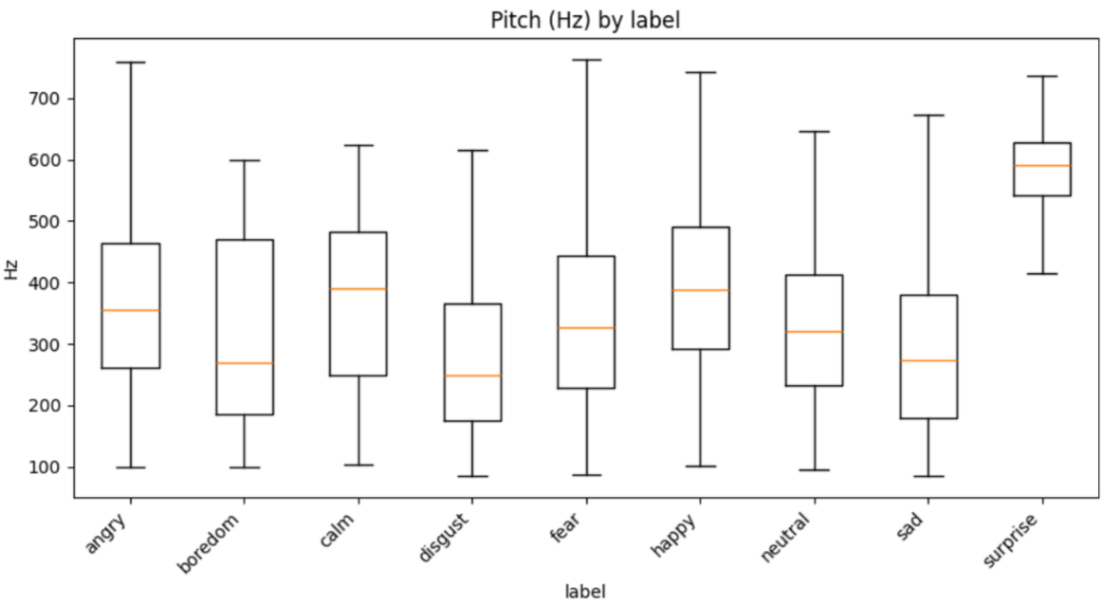 Pitch (Hz) by label
Hz
700
600
500
400
300
200
100
angry
boredom
calm
disgust
fear
happy
neutral
sad
surprise
label